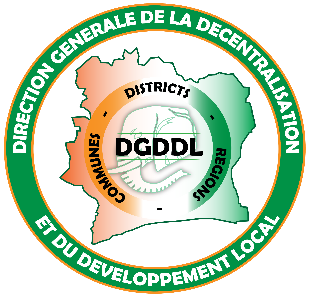 DIRECTION GENERALE DE LA DECENTRALISATION
ET DU DEVELOPPEMENT LOCAL
- DISTRICTS -
COMMUNES
DGDDL
REGIONS
-